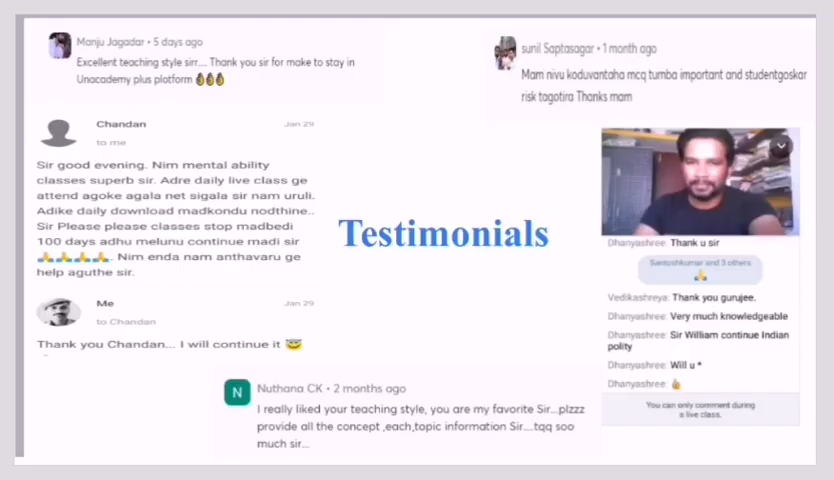 Manju Jagadar • 5 days ago
Excellent teaching style sirr.... Thank you sir for make to stay in
Unacademy plus platform 👌👌👌
sunil Saptasagar • 1 month ago
Mam nivu koduvantaha mcq tumba important and studentgoskar
risk tagotira Thanks mam
Chandan
Jan 29
to me
Sir good evening. Nim mental ability
classes superb sir. Adre daily live class ge
attend agoke agala net sigala sir nam uruli.
Adike daily download madkondu nodthine..
Sir Please please classes stop madbedi
100 days adhu melunu continue madi sir
🙏🙏🙏🙏. Nim enda nam anthavaru ge
help aguthe sir.
Me
Jan 29
to Chandan
Thank you Chandan... I will continue it 😇
Testimonials
Dhanyashree: Thank u sir
Santoshkumar and 3 others
🙏
Vedikashreya: Thank you gurujee.
Dhanyashree: Very much knowledgeable
Dhanyashree: Sir William continue Indian
polity
Dhanyashree: Will u *
Dhanyashree: 👍
You can only comment during
a live class.
N
Nuthana CK • 2 months ago
I really liked your teaching style, you are my favorite Sir...plzzz
provide all the concept ,each,topic information Sir....tqq soo
much sir...